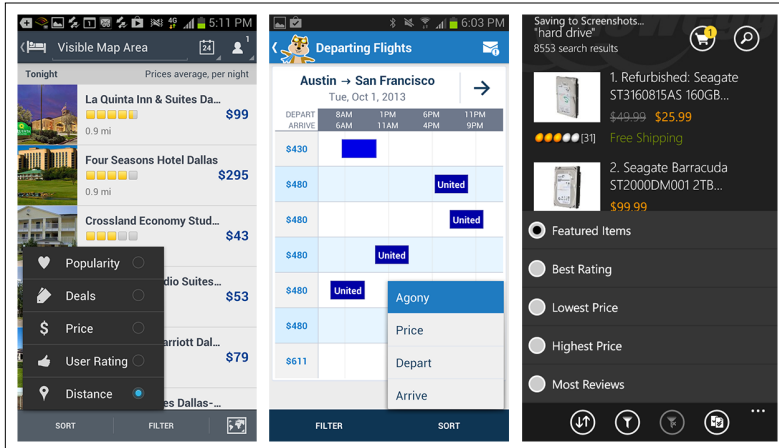 5:11 PM
Visible Map Area
24
1
Tonight
Prices average, per night
La Quinta Inn & Suites Da...
$99
0.9 mi
Four Seasons Hotel Dallas
$295
0.9 mi
Crossland Economy Stud...
$43
Popularity
dio Suites...
Deals
$53
Price
arriott Dal...
User Rating
$79
Distance
es Dallas-...
SORT
FILTER
6:03 PM
Departing Flights
Austin → San Francisco
Tue, Oct 1, 2013
DEPART 8AM 1PM 6PM 11PM
ARRIVE 6AM 11AM 4PM 9PM
$430
$480 United
$480 United
$480 United
$480 United
$480
$611
Agony
Price
Depart
Arrive
FILTER
SORT
Saving to Screenshots...
"hard drive"
8553 search results
1
1. Refurbished: Seagate
ST3160815AS 160GB...
$49.99 $25.99
[31] Free Shipping
2. Seagate Barracuda
ST2000DM001 2TB...
$99.99
Featured Items
Best Rating
Lowest Price
Highest Price
Most Reviews